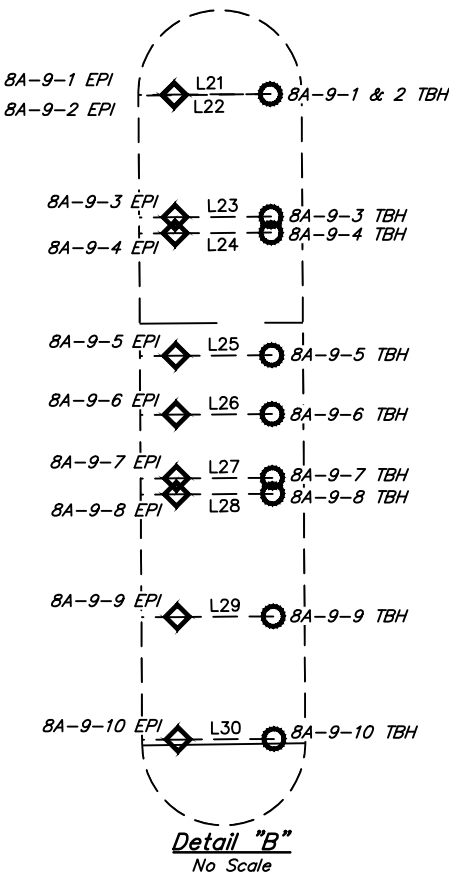 8A-9-1 EPI L21 8A-9-1 & 2 TBH
8A-9-2 EPI L22
8A-9-3 EPI L23 8A-9-3 TBH
8A-9-4 EPI L24 8A-9-4 TBH
8A-9-5 EPI L25 8A-9-5 TBH
8A-9-6 EPI L26 8A-9-6 TBH
8A-9-7 EPI L27 8A-9-7 TBH
8A-9-8 EPI L28 8A-9-8 TBH
8A-9-9 EPI L29 8A-9-9 TBH
8A-9-10 EPI L30 8A-9-10 TBH
Detail "B"
No Scale